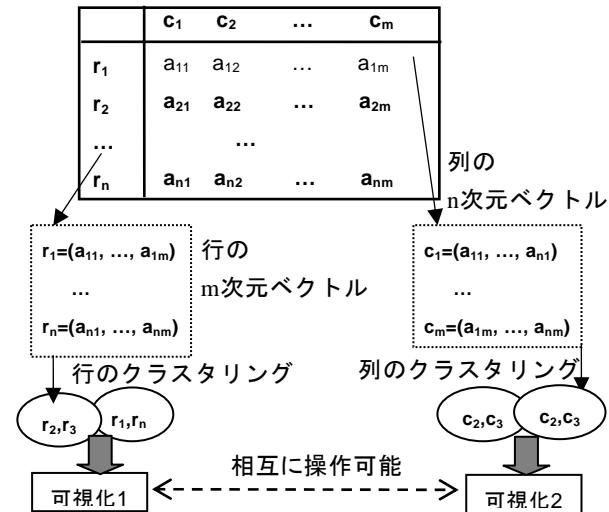 c1 c2 … cm
r1 a11 a12 … a1m
r2 a21 a22 … a2m
… …
rn an1 an2 … anm
列の
n次元ベクトル
r1=(a11, …, a1m)
…
rn=(an1, …, anm)
行の
m次元ベクトル
c1=(a11, …, an1)
…
cm=(a1m, …, anm)
行のクラスタリング
列のクラスタリング
r2,r3
r1,rn
c2,c3
c2,c3
相互に操作可能
可視化1
可視化2